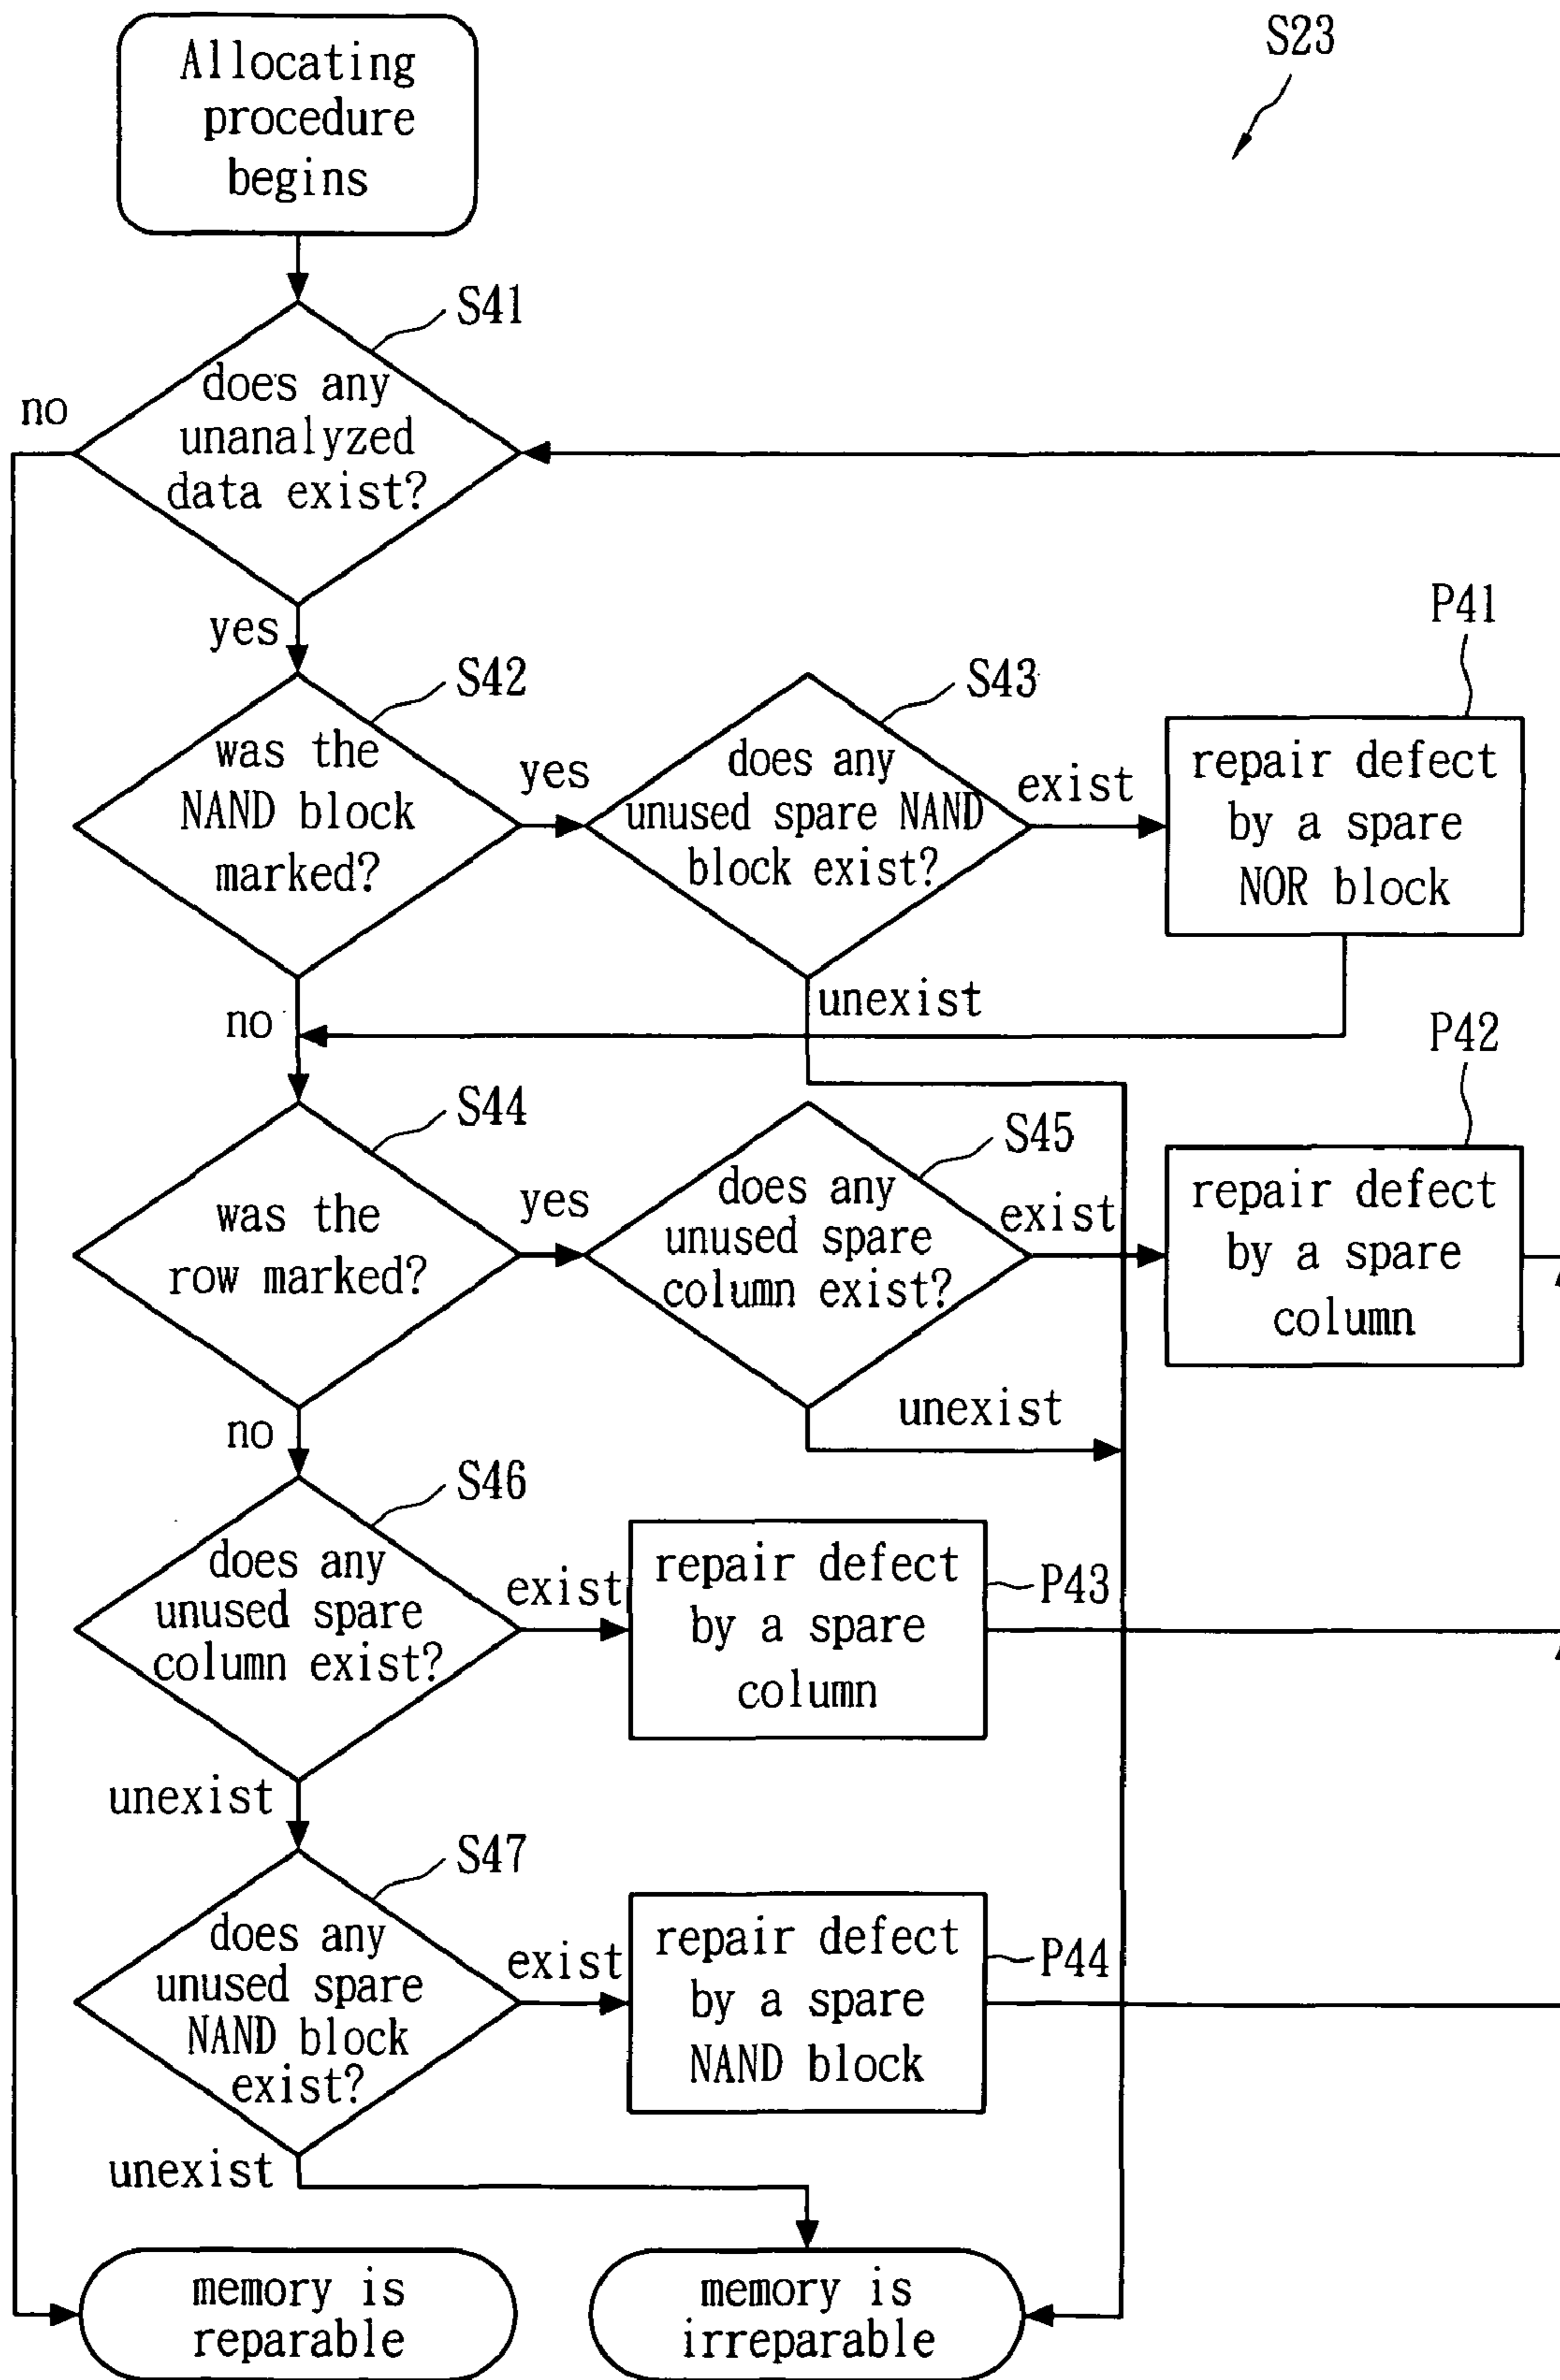 Allocating
procedure
begins
S23
S41
does any
unanalyzed
data exist?
no
yes
S42
was the
NAND block
marked?
yes
S43
does any
unused spare NAND
block exist?
exist
P41
repair defect
by a spare
NOR block
no
unexist
S44
was the
row marked?
yes
S45
does any
unused spare
column exist?
exist
P42
repair defect
by a spare
column
no
unexist
S46
does any
unused spare
column exist?
exist
repair defect
by a spare
column
P43
unexist
S47
does any
unused spare
NAND block
exist?
exist
repair defect
by a spare
NAND block
P44
unexist
memory is
reparable
memory is
irreparable